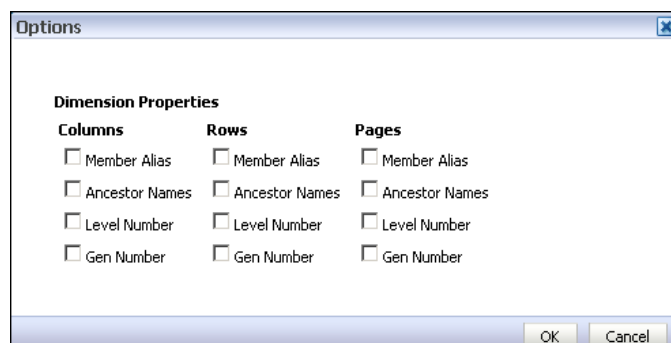 Options
Dimension Properties
Columns Rows Pages
Member Alias Member Alias Member Alias
Ancestor Names Ancestor Names Ancestor Names
Level Number Level Number Level Number
Gen Number Gen Number Gen Number
OK Cancel